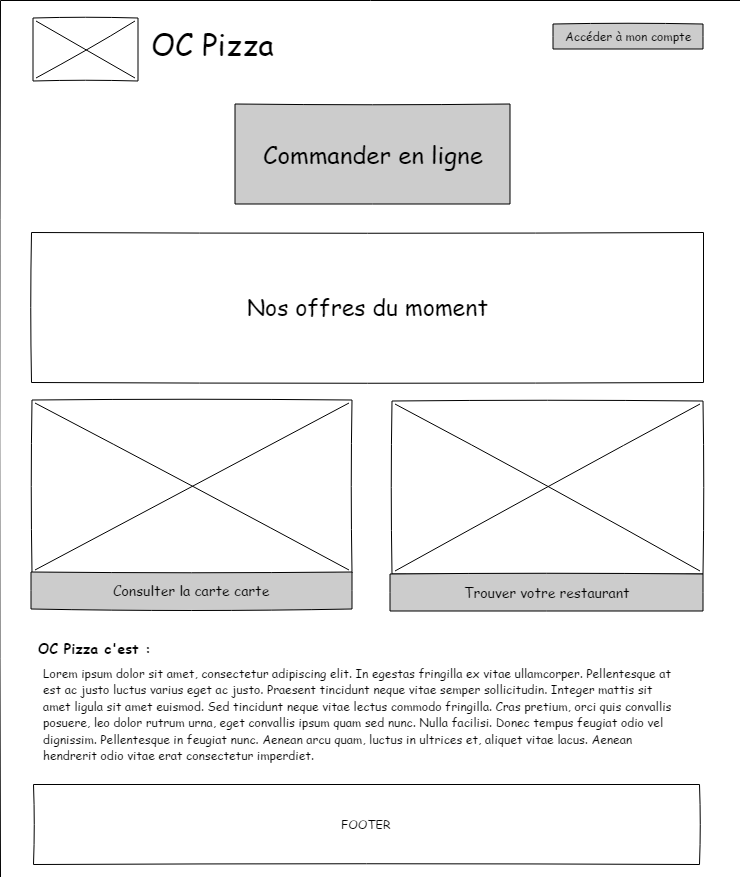 OC Pizza
Accéder à mon compte
Commander en ligne
Nos offres du moment
Consulter la carte carte
Trouver votre restaurant
OC Pizza c'est :
Lorem ipsum dolor sit amet, consectetur adipiscing elit. In egestas fringilla ex vitae ullamcorper. Pellentesque at
est ac justo luctus varius eget ac justo. Praesent tincidunt neque vitae semper sollicitudin. Integer mattis sit
amet ligula sit amet euismod. Sed tincidunt neque vitae lectus commodo fringilla. Cras pretium, orci quis convallis
posuere, leo dolor rutrum urna, eget convallis ipsum quam sed nunc. Nulla facilisi. Donec tempus feugiat odio vel
dignissim. Pellentesque in feugiat nunc. Aenean arcu quam, luctus in ultrices et, aliquet vitae lacus. Aenean
hendrerit odio vitae erat consectetur imperdiet.
FOOTER